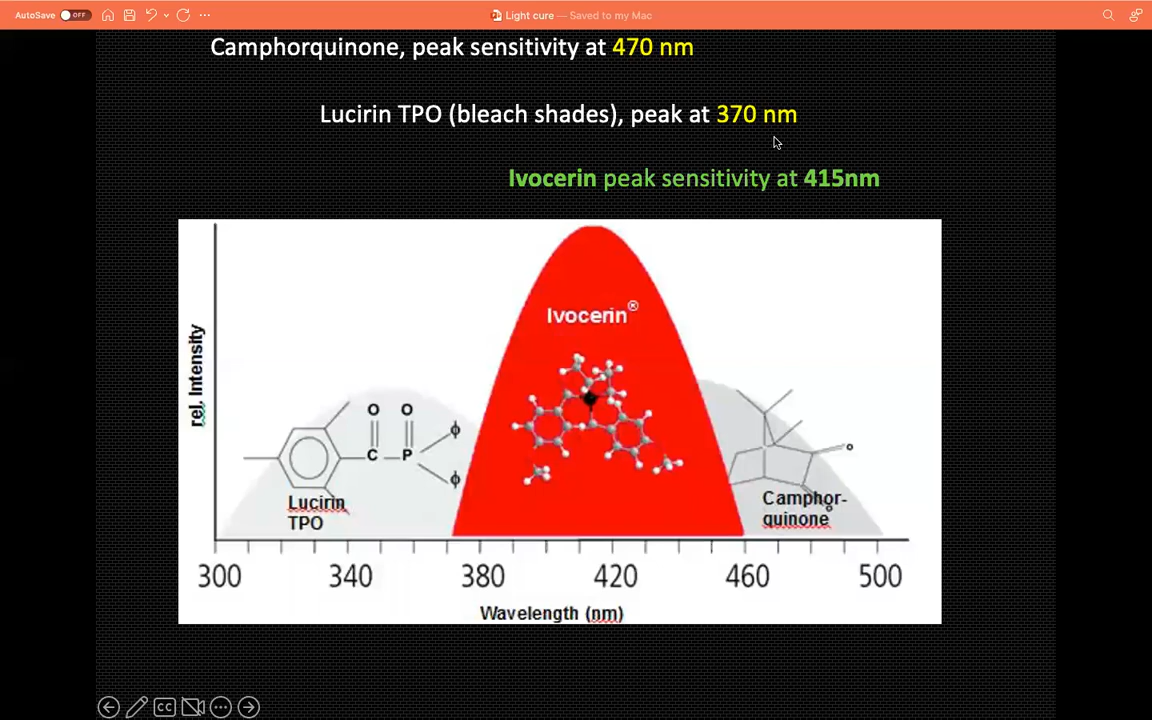 AutoSave OFF
Light cure — Saved to my Mac
Camphorquinone, peak sensitivity at 470 nm
Lucirin TPO (bleach shades), peak at 370 nm
Ivocerin peak sensitivity at 415nm
rel. Intensity
Ivocerin®
O O
C P
ϕ
ϕ
o
o
Lucirin
TPO
Camphor-
quinone
300 340 380 420 460 500
Wavelength (nm)
CC